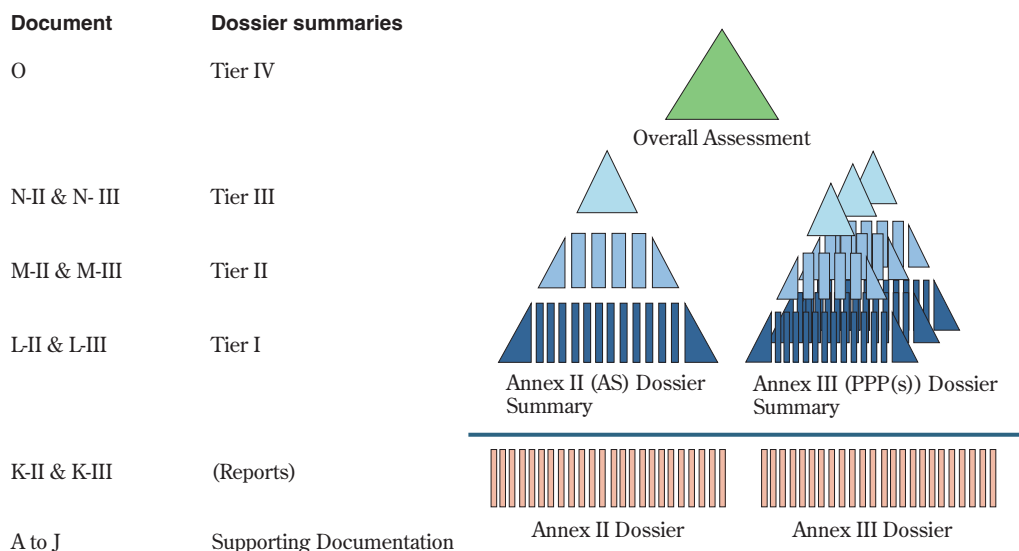 Document Dossier summaries
O Tier IV
Overall Assessment
N-II & N- III Tier III
M-II & M-III Tier II
L-II & L-III Tier I
Annex II (AS) Dossier
Summary
Annex III (PPP(s)) Dossier
Summary
K-II & K-III (Reports)
Annex II Dossier
Annex III Dossier
A to J Supporting Documentation